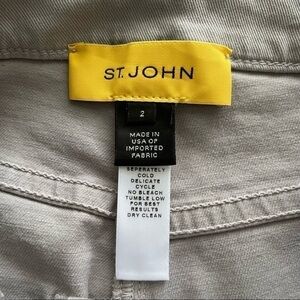 ST. JOHN
2
MADE IN
USA OF
IMPORTED
FABRIC
SEPERATELY
COLD
DELICATE
CYCLE
NO BLEACH
TUMBLE LOW
FOR BEST
RESULTS
DRY CLEAN